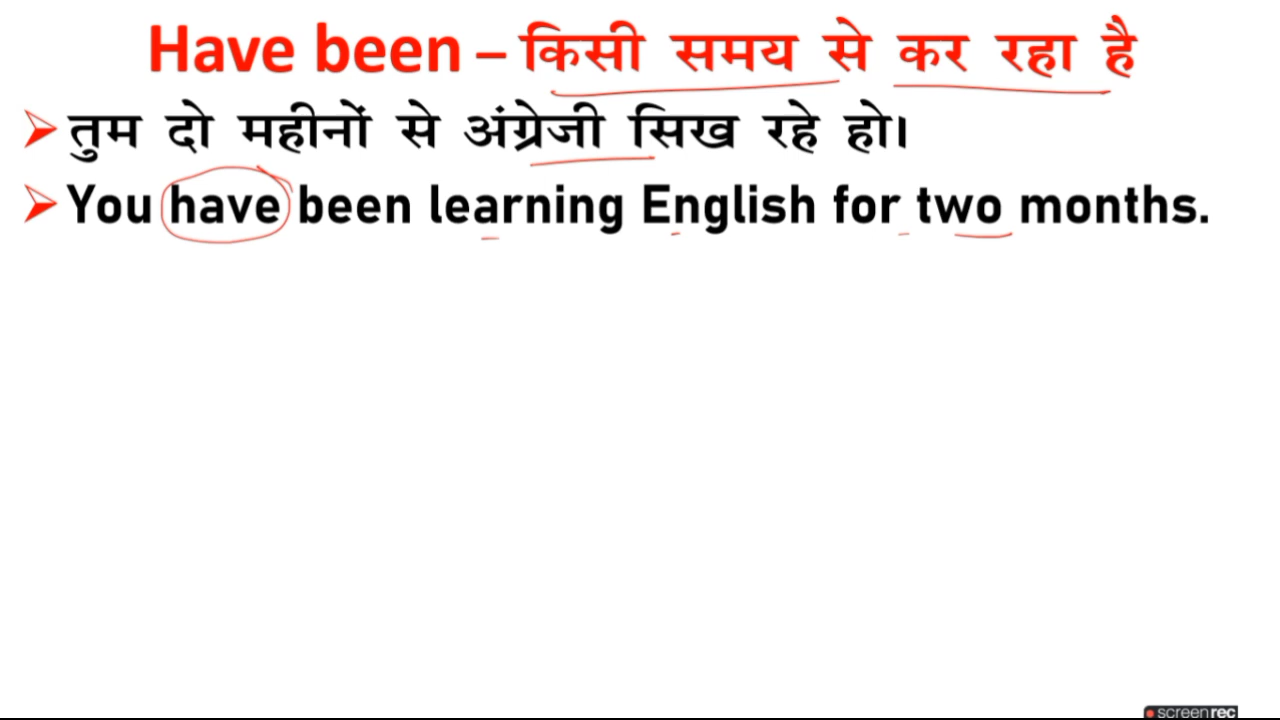 Have been – किसी समय से कर रहा है
तुम दो महीनों से अंग्रेजी सिख रहे हो।
You have been learning English for two months.
screenrec